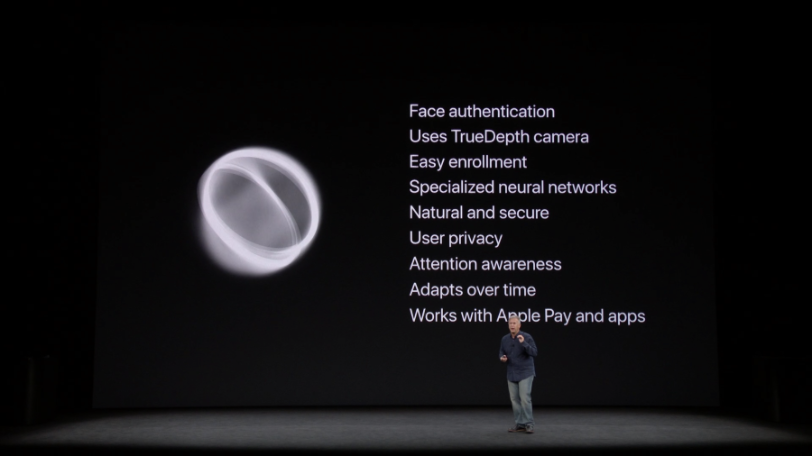 Face authentication
Uses TrueDepth camera
Easy enrollment
Specialized neural networks
Natural and secure
User privacy
Attention awareness
Adapts over time
Works with Apple Pay and apps